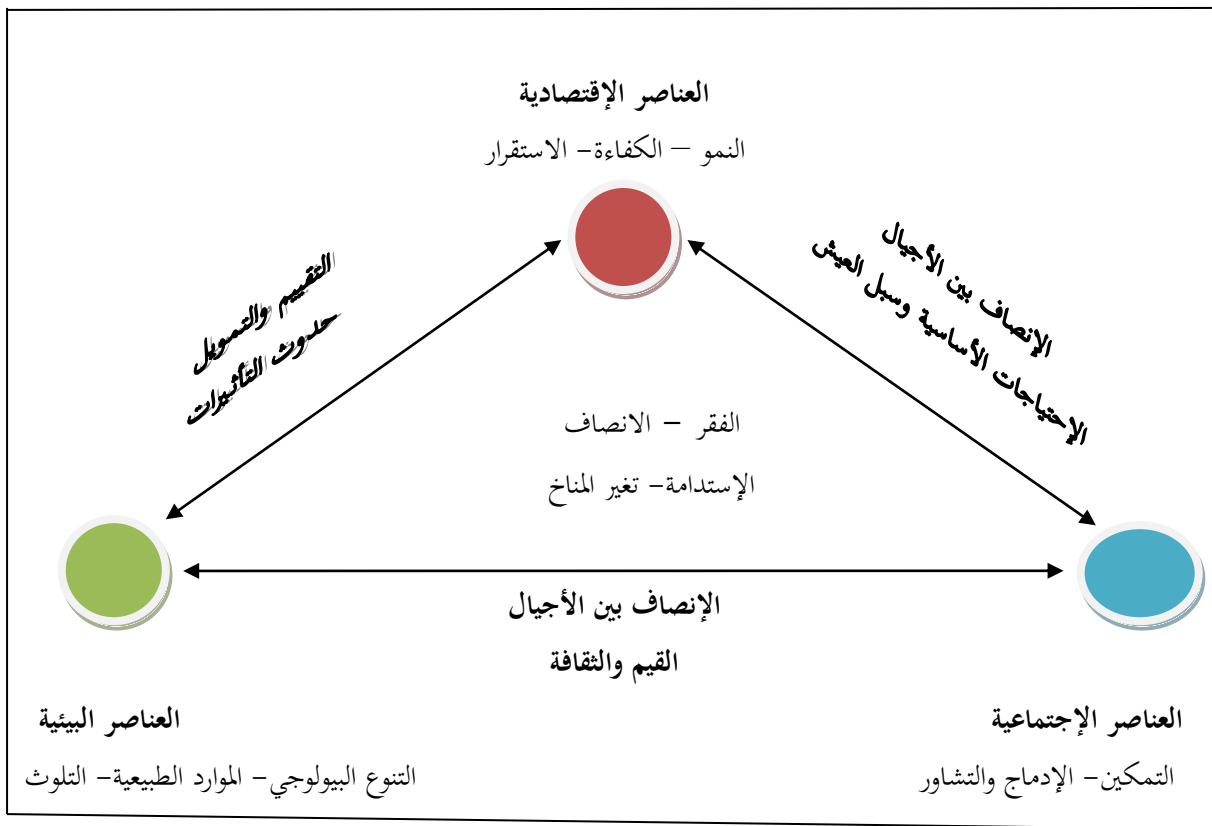 العناصر الإقتصادية
النمو – الكفاءة– الاستقرار
الإنصاف بين الأجيال
الإحتياجات الأساسية وسبل العيش
التقييم والتمويل
حدوث التأثيرات
الفقر – الانصاف
الإستدامة– تغير المناخ
الإنصاف بين الأجيال
القيم والثقافة
العناصر الإجتماعية
التمكين– الإدماج والتشاور
العناصر البيئية
التنوع البيولوجي– الموارد الطبيعية– التلوث